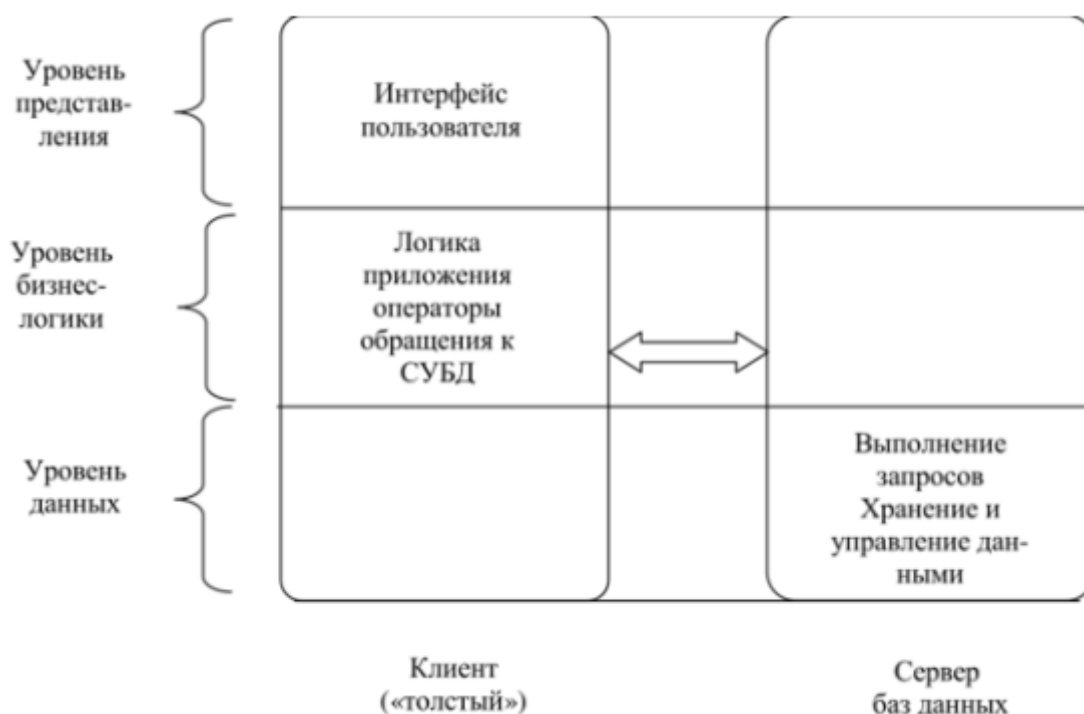 Уровень
представ-
ления
Интерфейс
пользователя
Уровень
бизнес-
логики
Логика
приложения
операторы
обращения к
СУБД
Уровень
данных
Выполнение
запросов
Хранение и
управление дан-
ными
Клиент
(«толстый»)
Сервер
баз данных